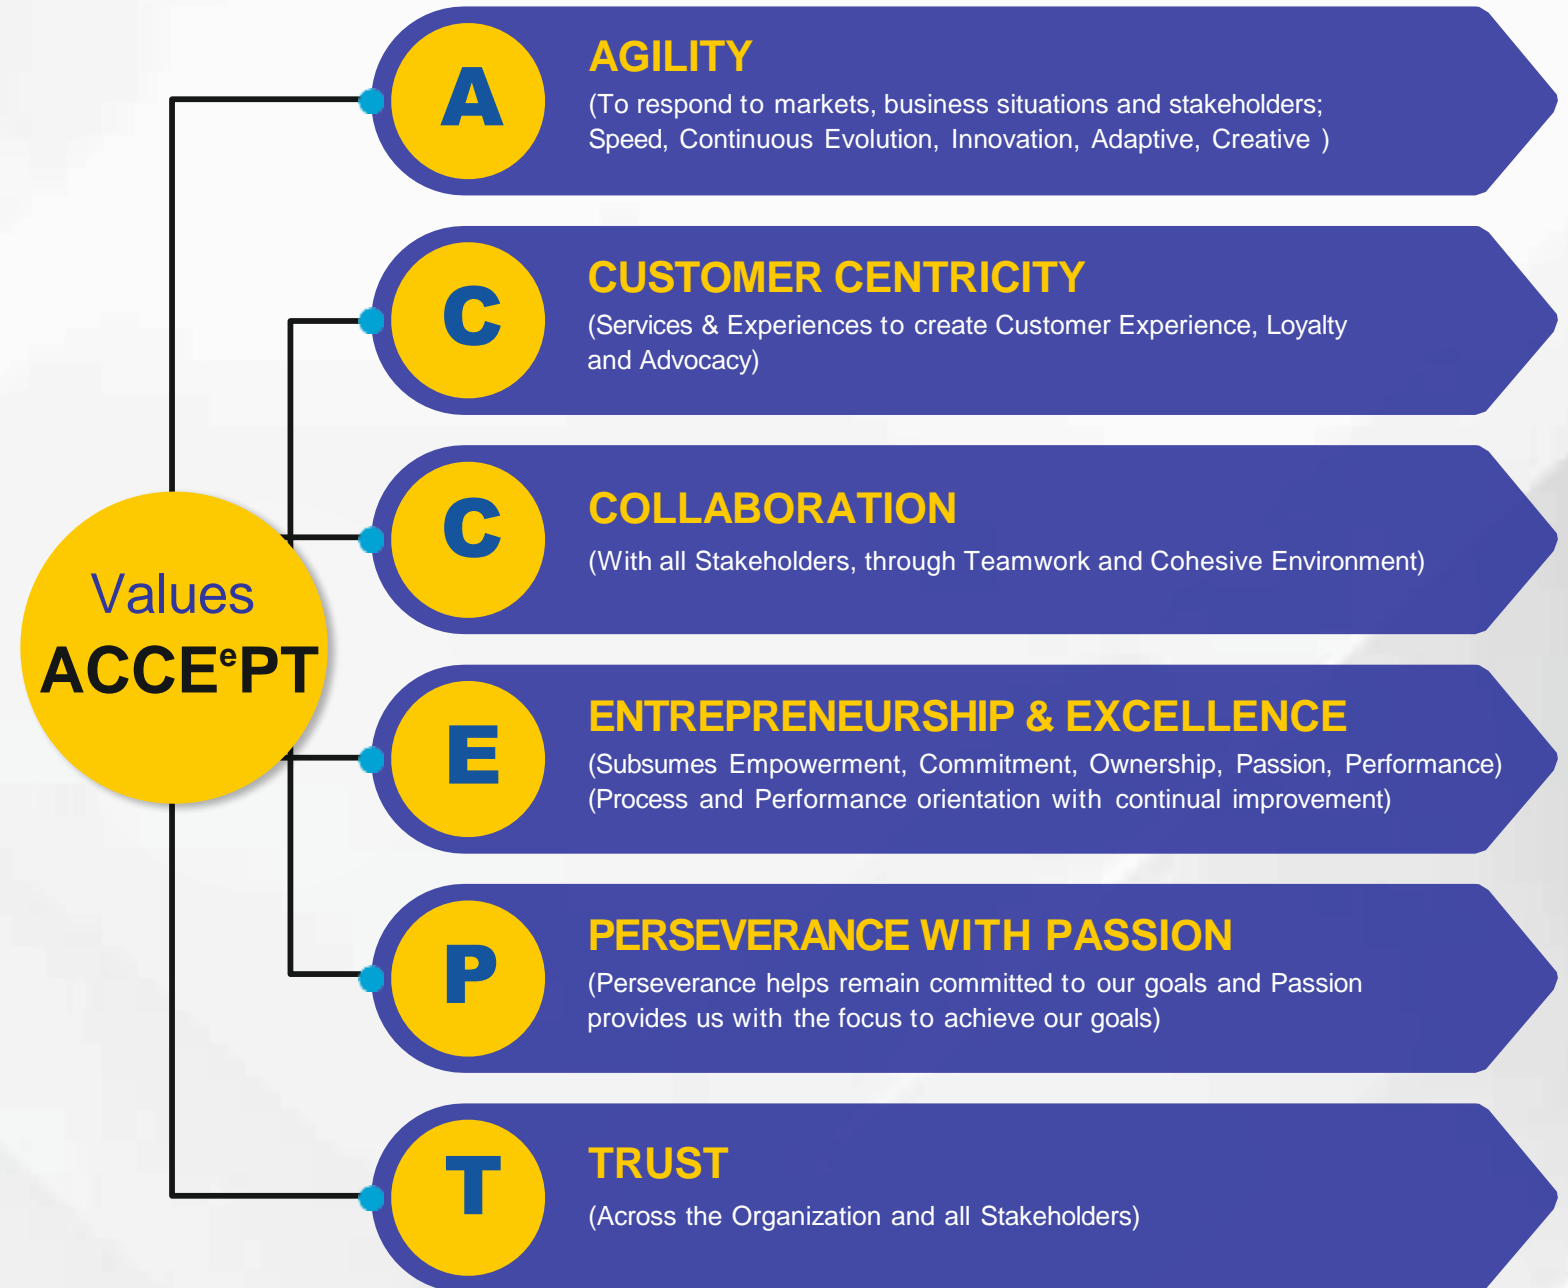 A
AGILITY
(To respond to markets, business situations and stakeholders;
Speed, Continuous Evolution, Innovation, Adaptive, Creative )
C
CUSTOMER CENTRICITY
(Services & Experiences to create Customer Experience, Loyalty
and Advocacy)
C
COLLABORATION
(With all Stakeholders, through Teamwork and Cohesive Environment)
Values
ACCEᵉPT
E
ENTREPRENEURSHIP & EXCELLENCE
(Subsumes Empowerment, Commitment, Ownership, Passion, Performance)
(Process and Performance orientation with continual improvement)
P
PERSEVERANCE WITH PASSION
(Perseverance helps remain committed to our goals and Passion
provides us with the focus to achieve our goals)
T
TRUST
(Across the Organization and all Stakeholders)